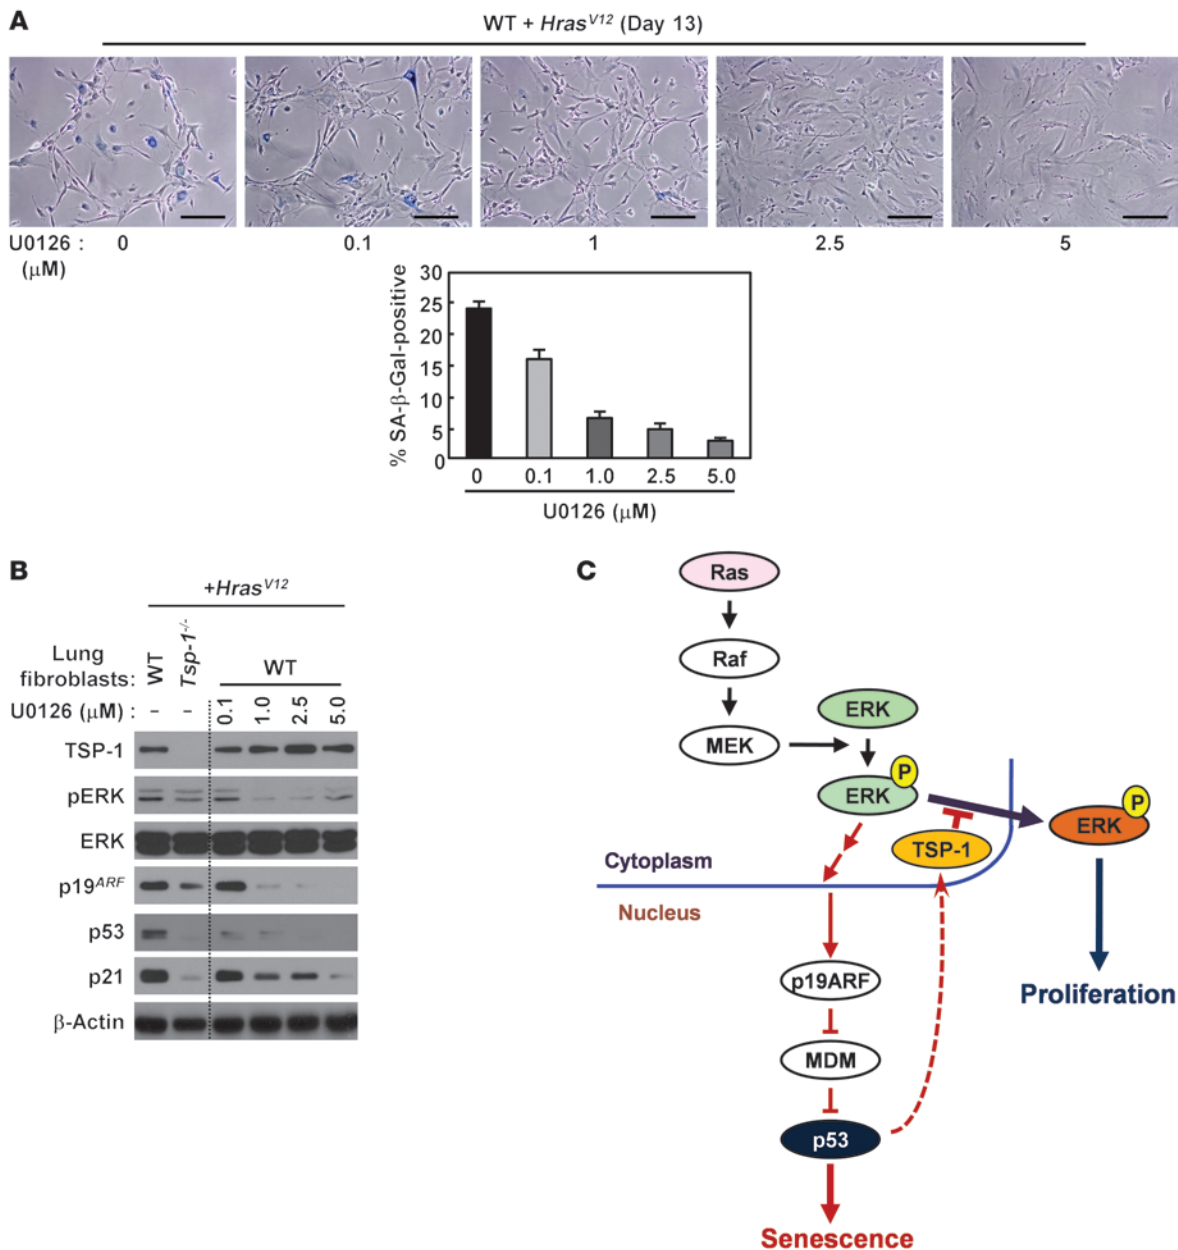 A
WT + Hras^V12 (Day 13)
U0126 : 0 0.1 1 2.5 5
(μM)
% SA-β-Gal-positive
30
25
20
15
10
5
0
0 0.1 1.0 2.5 5.0
U0126 (μM)
B
+Hras^V12
Lung fibroblasts: WT Tsp-1^-/- WT
U0126 (μM) : – – 0.1 1.0 2.5 5.0
TSP-1
pERK
ERK
p19^ARF
p53
p21
β-Actin
C
Ras
Raf
ERK
MEK
P
ERK
P
ERK
TSP-1
Cytoplasm
Nucleus
p19ARF
Proliferation
MDM
p53
Senescence